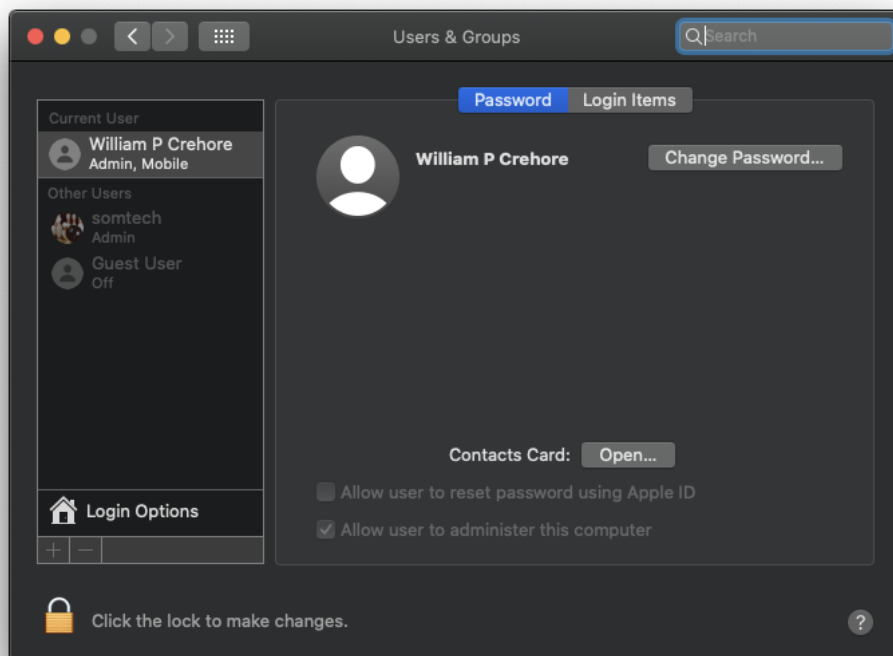 Users & Groups
Search
Password
Login Items
Current User
William P Crehore
Admin, Mobile
Other Users
somtech
Admin
Guest User
Off
Login Options
+
−
William P Crehore
Change Password...
Contacts Card:
Open...
Allow user to reset password using Apple ID
Allow user to administer this computer
Click the lock to make changes.
?